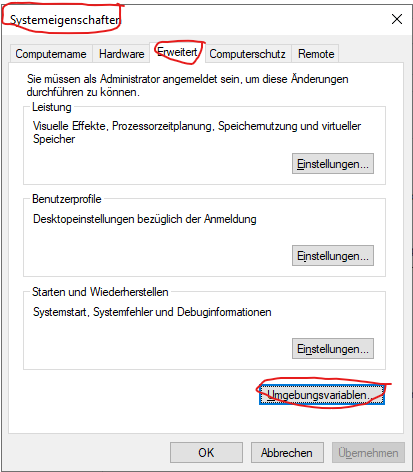 Systemeigenschaften
Computername Hardware Erweitert Computerschutz Remote
Sie müssen als Administrator angemeldet sein, um diese Änderungen
durchführen zu können.
Leistung
Visuelle Effekte, Prozessorzeitplanung, Speichernutzung und virtueller
Speicher
Einstellungen...
Benutzerprofile
Desktopeinstellungen bezüglich der Anmeldung
Einstellungen...
Starten und Wiederherstellen
Systemstart, Systemfehler und Debuginformationen
Einstellungen...
Umgebungsvariablen...
OK Abbrechen Übernehmen